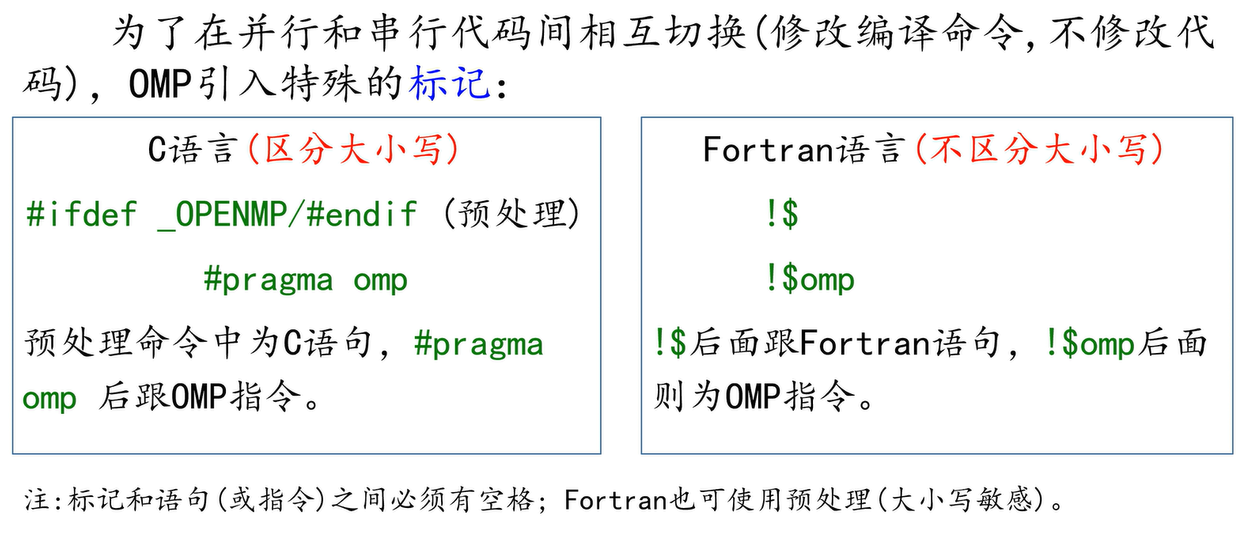 为了在并行和串行代码间相互切换(修改编译命令,不修改代
码), OMP引入特殊的标记:
C语言(区分大小写)
#ifdef _OPENMP/#endif (预处理)
#pragma omp
预处理命令中为C语句, #pragma
omp 后跟OMP指令。
Fortran语言(不区分大小写)
!$
!$omp
!$后面跟Fortran语句, !$omp后面
则为OMP指令。
注:标记和语句(或指令)之间必须有空格; Fortran也可使用预处理(大小写敏感)。